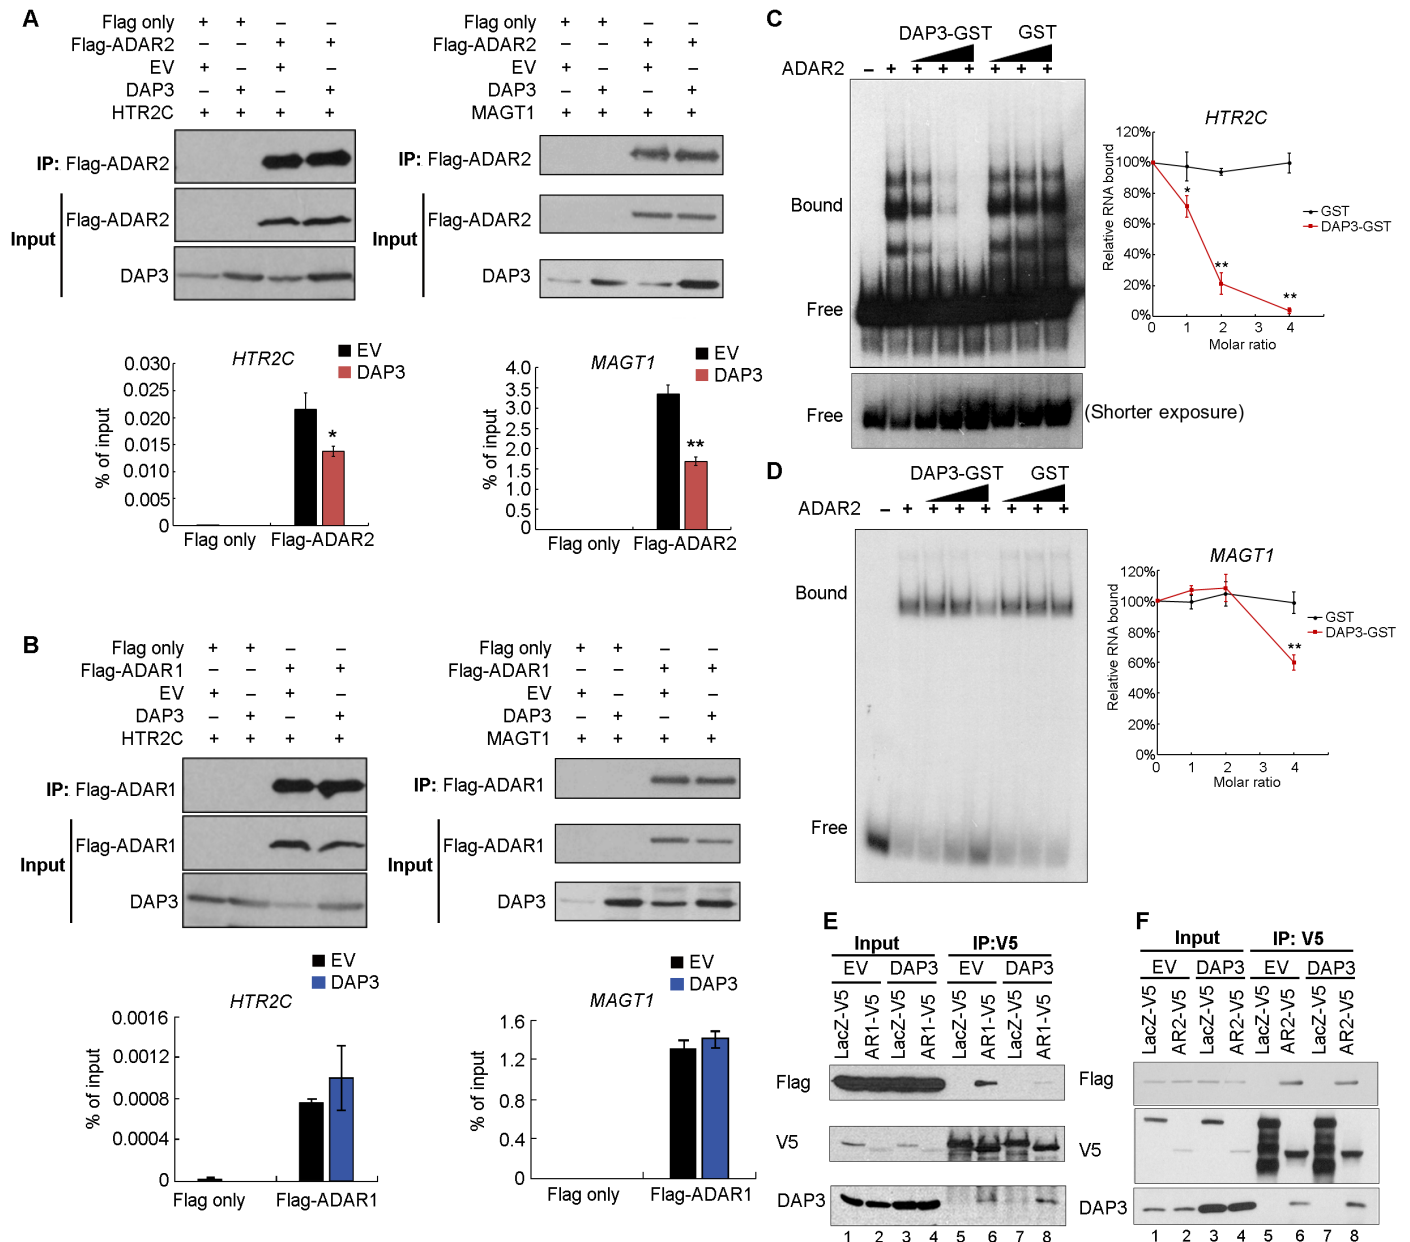 A
Flag only + + – –
Flag-ADAR2 – – + +
EV + – + –
DAP3 – + – +
HTR2C + + + +
IP: Flag-ADAR2
Input
Flag-ADAR2
DAP3
HTR2C
EV
DAP3
% of input
0.030
0.025
0.020
0.015
0.010
0.005
0
*
Flag only Flag-ADAR2
Flag only + + – –
Flag-ADAR2 – – + +
EV + – + –
DAP3 – + – +
MAGT1 + + + +
IP: Flag-ADAR2
Input
Flag-ADAR2
DAP3
MAGT1
EV
DAP3
% of input
4.0
3.5
3.0
2.5
2.0
1.5
1.0
0.5
0
**
Flag only Flag-ADAR2
B
Flag only + + – –
Flag-ADAR1 – – + +
EV + – + –
DAP3 – + – +
HTR2C + + + +
IP: Flag-ADAR1
Input
Flag-ADAR1
DAP3
EV
DAP3
HTR2C
% of input
0.0016
0.0012
0.0008
0.0004
0
Flag only Flag-ADAR1
Flag only + + – –
Flag-ADAR1 – – + +
EV + – + –
DAP3 – + – +
MAGT1 + + + +
IP: Flag-ADAR1
Input
Flag-ADAR1
DAP3
EV
DAP3
MAGT1
% of input
1.6
1.2
0.8
0.4
0
Flag only Flag-ADAR1
C
DAP3-GST GST
ADAR2 – + + + + + + +
Bound
Free
Free
(Shorter exposure)
HTR2C
Relative RNA bound
120%
100%
80%
60%
40%
20%
0%
*
**
**
GST
DAP3-GST
0 1 2 3 4
Molar ratio
D
DAP3-GST GST
ADAR2 – + + + + + + +
Bound
Free
MAGT1
Relative RNA bound
120%
100%
80%
60%
40%
20%
0%
**
GST
DAP3-GST
0 1 2 3 4
Molar ratio
E
Input IP:V5
EV DAP3 EV DAP3
LacZ-V5 AR1-V5 LacZ-V5 AR1-V5 LacZ-V5 AR1-V5 LacZ-V5 AR1-V5
Flag
V5
DAP3
1 2 3 4 5 6 7 8
F
Input IP: V5
EV DAP3 EV DAP3
LacZ-V5 AR2-V5 LacZ-V5 AR2-V5 LacZ-V5 AR2-V5 LacZ-V5 AR2-V5
Flag
V5
DAP3
1 2 3 4 5 6 7 8